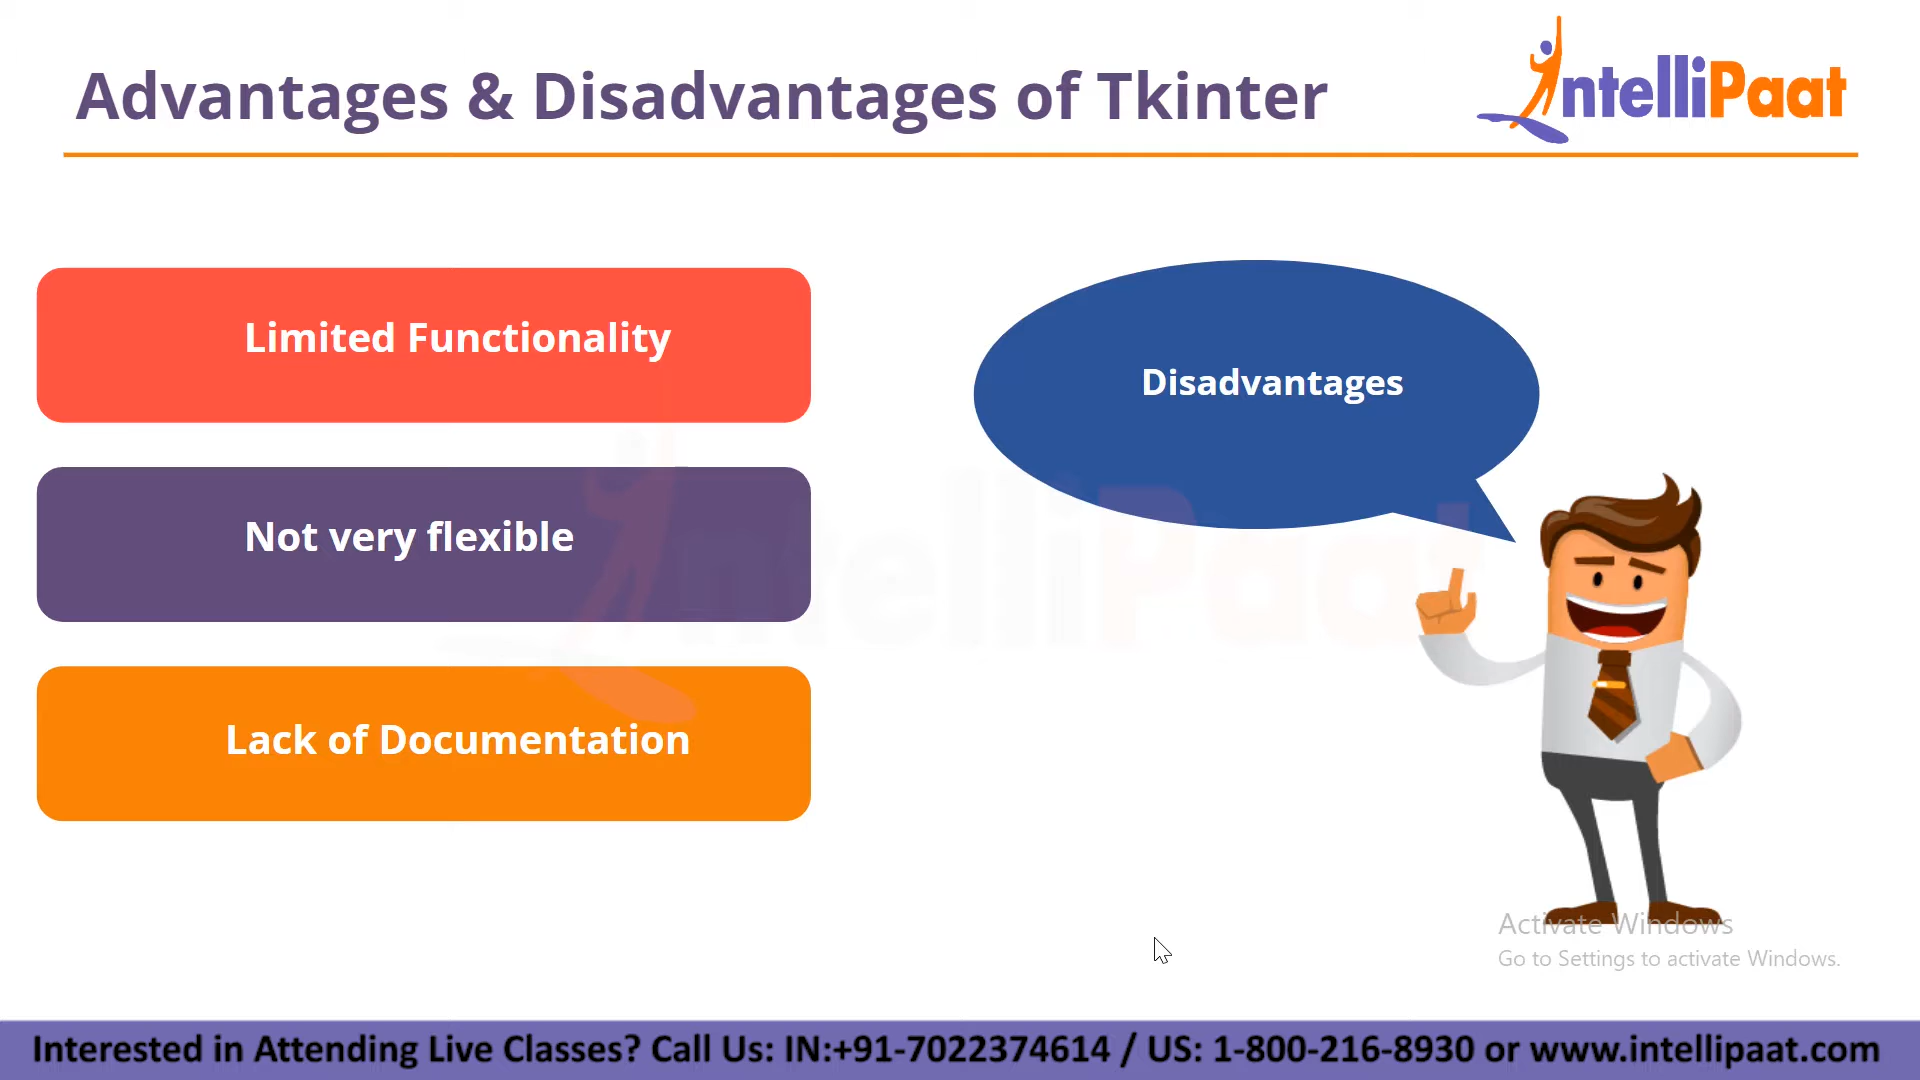 Advantages & Disadvantages of Tkinter
IntelliPaat
Limited Functionality
Disadvantages
Not very flexible
IntelliPaat
Lack of Documentation
Activate Windows
Go to Settings to activate Windows.
Interested in Attending Live Classes? Call Us: IN:+91-7022374614 / US: 1-800-216-8930 or www.intellipaat.com